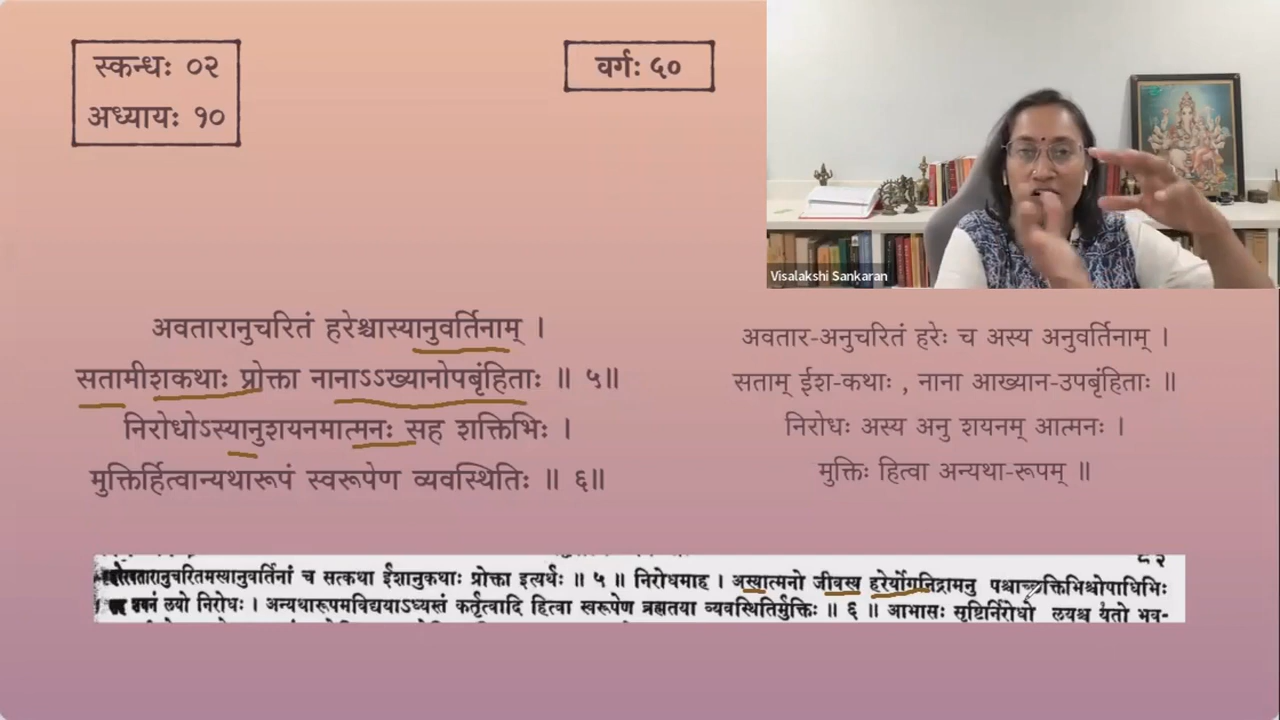 स्कन्धः ०२
अध्यायः १०
वर्गः ५०
Visalakshi Sankaran
अवतारानुचरितं हरेश्चास्यानुवर्तिनाम् ।
सतामीशकथाः प्रोक्ता नानाऽऽख्यानोपबृंहिताः ॥ ५॥
निरोधोऽस्यानुशयनमात्मनः सह शक्तिभिः ।
मुक्तिर्हित्वान्यथारूपं स्वरूपेण व्यवस्थितिः ॥ ६॥
अवतार-अनुचरितं हरेः च अस्य अनुवर्तिनाम् ।
सताम् ईश-कथाः , नाना आख्यान-उपबृंहिताः ॥
निरोधः अस्य अनु शयनम् आत्मनः ।
मुक्तिः हित्वा अन्यथा-रूपम् ॥
च सत्कथा ईशानुकथाः प्रोक्ता इत्यर्थः ॥ ५ ॥ निरोधमाह । अस्यात्मनो जीवस्य हरेर्योगनिद्रामनु पश्चाच्छक्तिभिश्चोपाधिभिः
लयो निरोधः । अन्यथारूपमविद्ययाऽध्यस्तं कर्तृत्वादि हित्वा स्वरूपेण ब्रह्मतया व्यवस्थितिर्मुक्तिः ॥ ६ ॥ आभासः सृष्टिर्निरोधो लयश्च यतो भव-